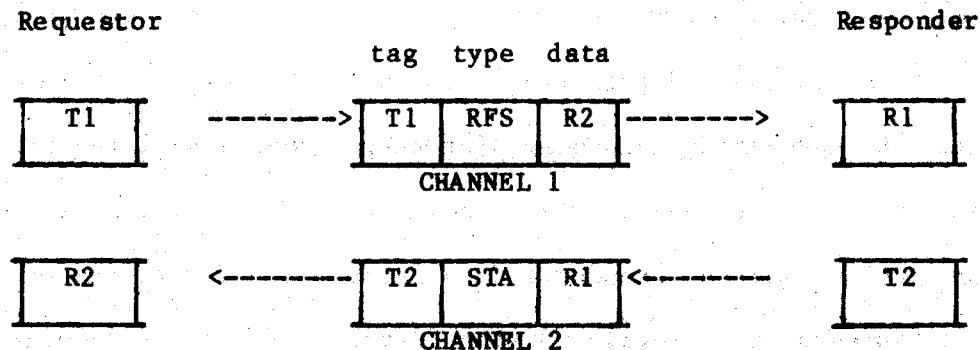 Requestor Responder
tag type data
T1 --------> T1 RFS R2 --------> R1
CHANNEL 1
R2 <-------- T2 STA R1 <-------- T2
CHANNEL 2